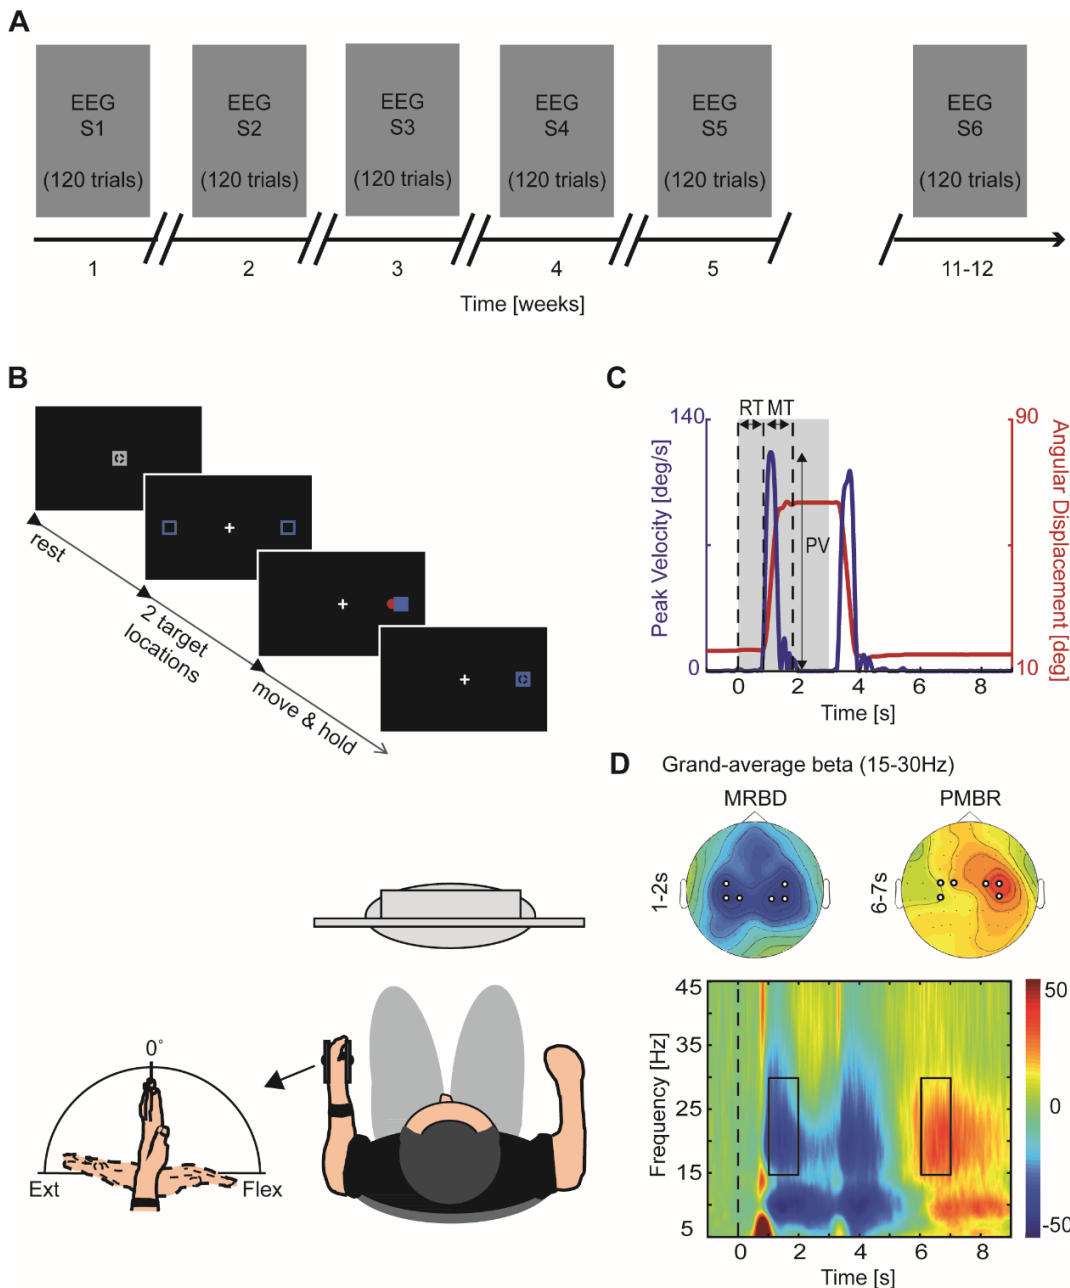 A
EEG
S1
(120 trials)
EEG
S2
(120 trials)
EEG
S3
(120 trials)
EEG
S4
(120 trials)
EEG
S5
(120 trials)
EEG
S6
(120 trials)
1 2 3 4 5 11-12
Time [weeks]
B
rest
2 target
locations
move & hold
0°
Ext Flex
C
RT MT
140 90
Peak Velocity [deg/s]
Angular Displacement [deg]
PV
0 10
0 2 4 6 8
Time [s]
D Grand-average beta (15-30Hz)
MRBD PMBR
1-2s
6-7s
45
35
25
15
5
Frequency [Hz]
50
0
-50
0 2 4 6 8
Time [s]